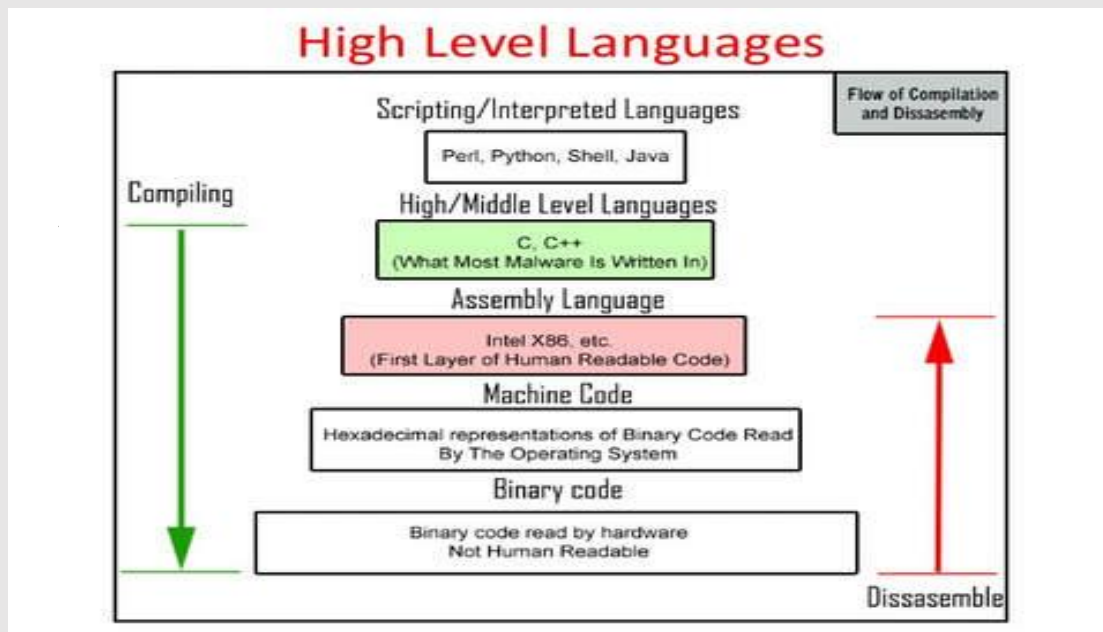 High Level Languages
Flow of Compilation
and Dissasembly
Scripting/Interpreted Languages
Perl, Python, Shell, Java
Compiling
High/Middle Level Languages
C, C++
(What Most Malware Is Written In)
Assembly Language
Intel X86, etc.
(First Layer of Human Readable Code)
Machine Code
Hexadecimal representations of Binary Code Read
By The Operating System
Binary code
Binary code read by hardware
Not Human Readable
Dissasemble